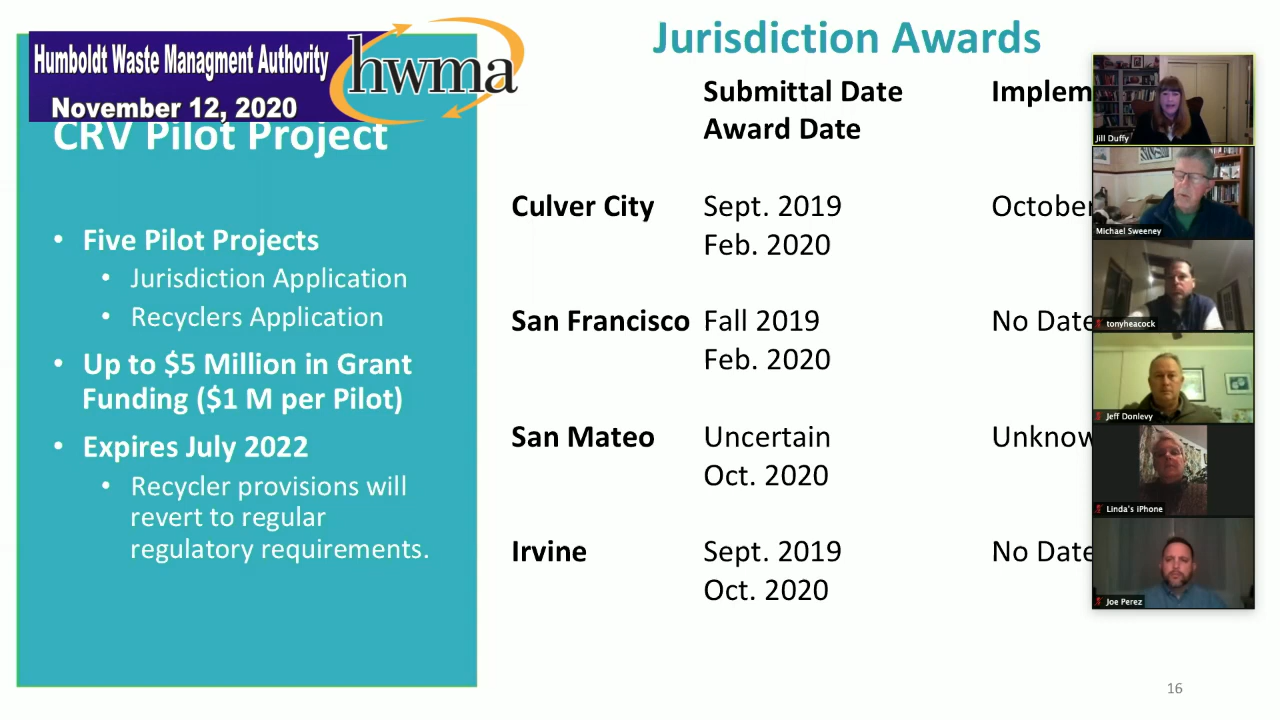 Humboldt Waste Managment Authority
November 12, 2020
hwma
CRV Pilot Project
• Five Pilot Projects
• Jurisdiction Application
• Recyclers Application
• Up to $5 Million in Grant
Funding ($1 M per Pilot)
• Expires July 2022
• Recycler provisions will
revert to regular
regulatory requirements.
Jurisdiction Awards
Submittal Date Implem
Award Date
Culver City Sept. 2019 October
Feb. 2020
San Francisco Fall 2019 No Date
Feb. 2020
San Mateo Uncertain Unknow
Oct. 2020
Irvine Sept. 2019 No Date
Oct. 2020
Jill Duffy
Michael Sweeney
tonyheacock
Jeff Donlevy
Linda's iPhone
Joe Perez
16